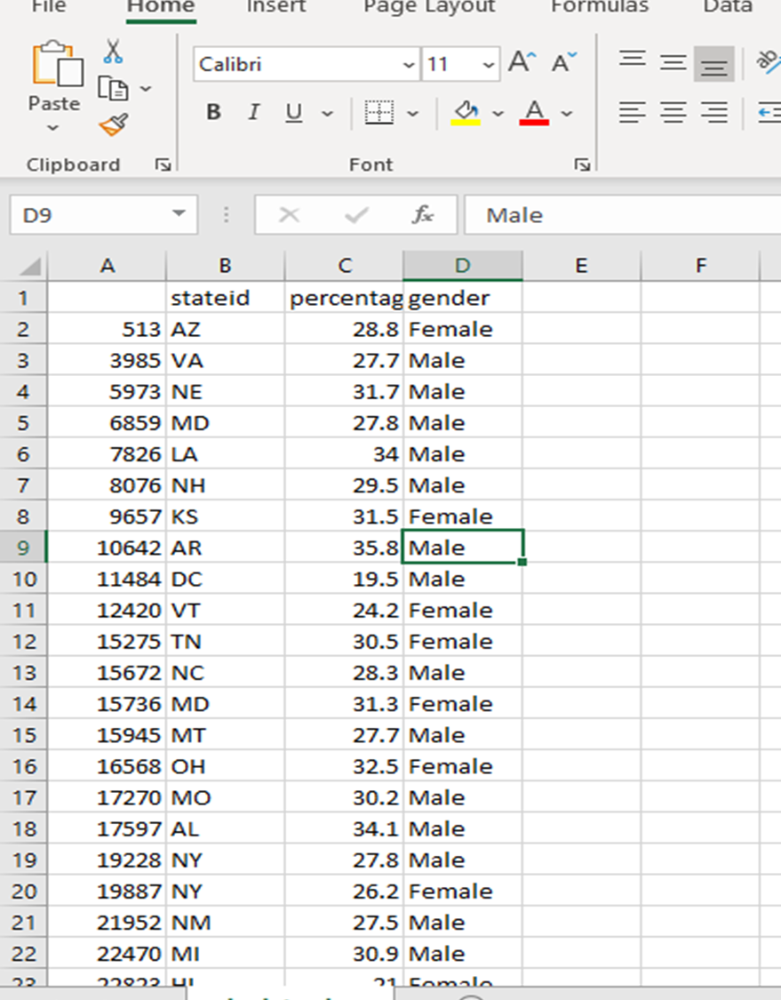 File Home Insert Page Layout Formulas Data
Calibri 11 A A ab
Paste B I U A
Clipboard Font
D9 fx Male
A B C D E F
1 stateid percentag gender
2 513 AZ 28.8 Female
3 3985 VA 27.7 Male
4 5973 NE 31.7 Male
5 6859 MD 27.8 Male
6 7826 LA 34 Male
7 8076 NH 29.5 Male
8 9657 KS 31.5 Female
9 10642 AR 35.8 Male
10 11484 DC 19.5 Male
11 12420 VT 24.2 Female
12 15275 TN 30.5 Female
13 15672 NC 28.3 Male
14 15736 MD 31.3 Female
15 15945 MT 27.7 Male
16 16568 OH 32.5 Female
17 17270 MO 30.2 Male
18 17597 AL 34.1 Male
19 19228 NY 27.8 Male
20 19887 NY 26.2 Female
21 21952 NM 27.5 Male
22 22470 MI 30.9 Male
23 22823 HI 21 Female